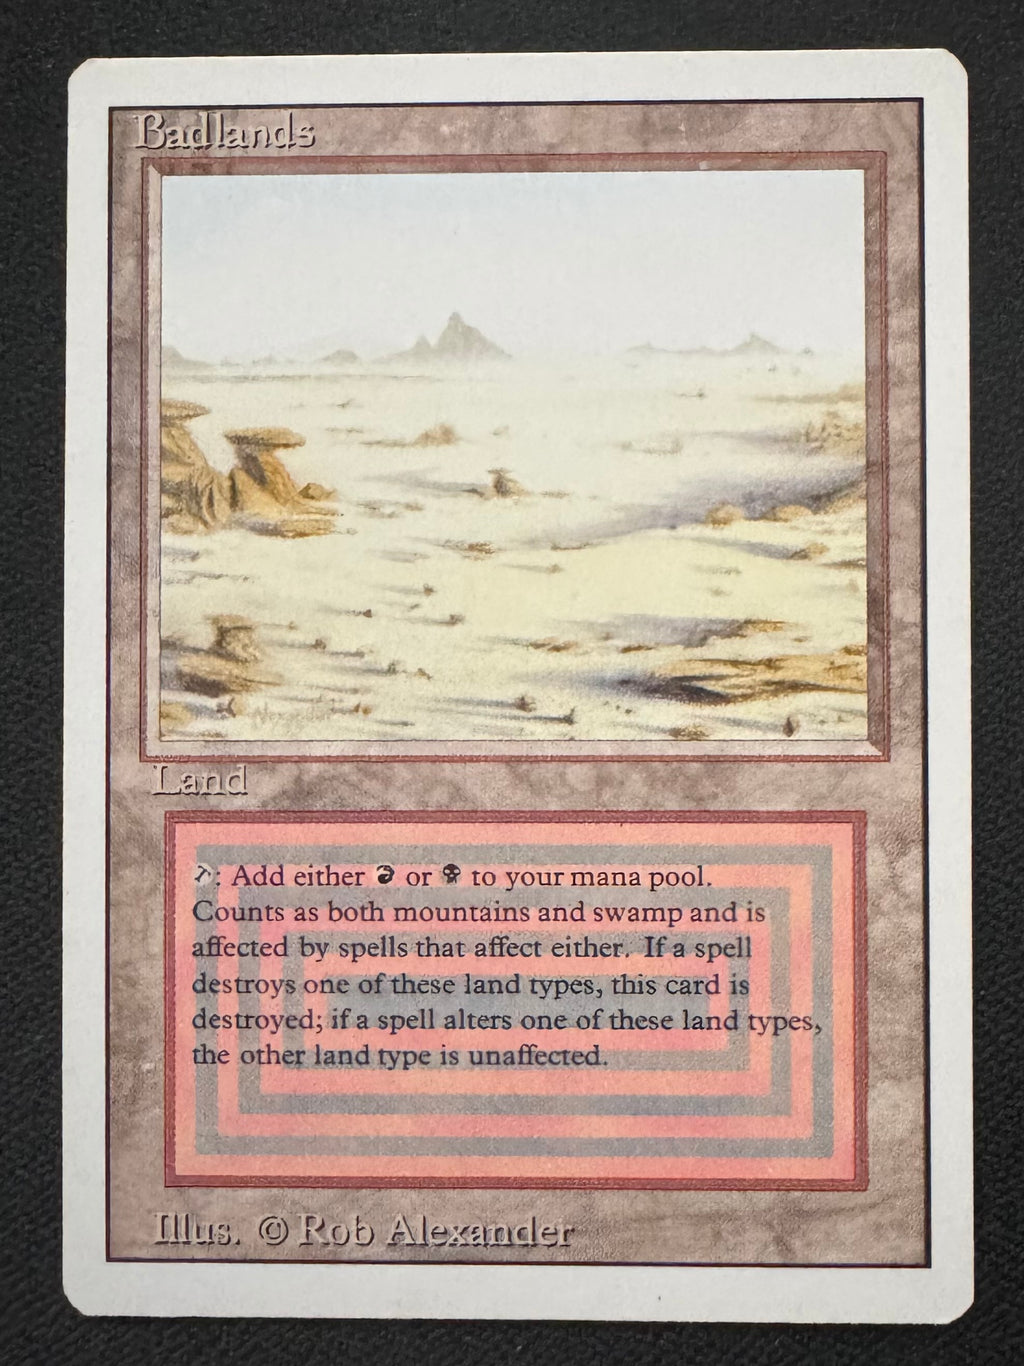 Badlands
Land
T: Add either or to your mana pool.
Counts as both mountains and swamp and is
affected by spells that affect either. If a spell
destroys one of these land types, this card is
destroyed; if a spell alters one of these land types,
the other land type is unaffected.
Illus. © Rob Alexander